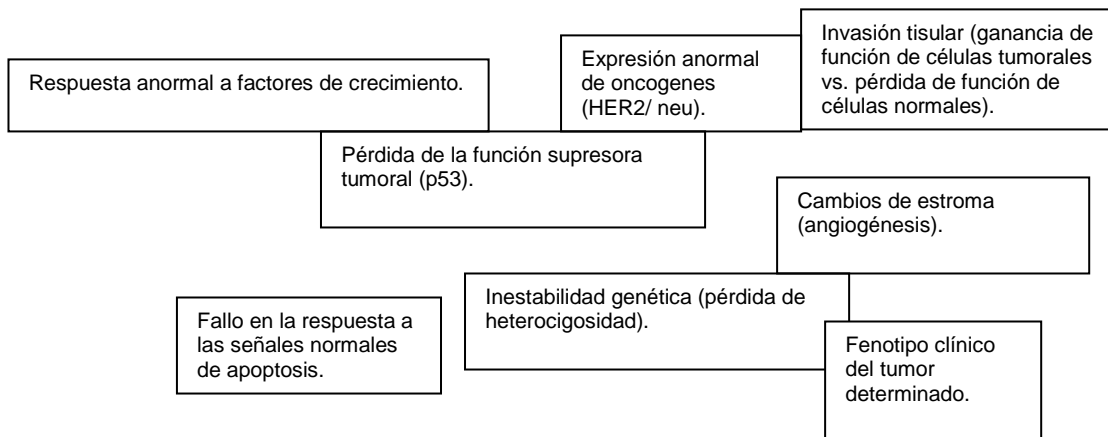 Respuesta anormal a factores de crecimiento.
Expresión anormal
de oncogenes
(HER2/ neu).
Invasión tisular (ganancia de
función de células tumorales
vs. pérdida de función de
células normales).
Pérdida de la función supresora
tumoral (p53).
Cambios de estroma
(angiogénesis).
Inestabilidad genética (pérdida de
heterocigosidad).
Fallo en la respuesta a
las señales normales
de apoptosis.
Fenotipo clínico
del tumor
determinado.